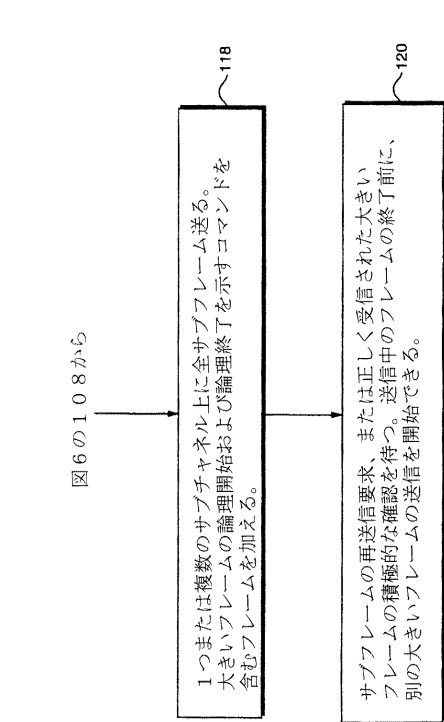 図6の108から
118
1つまたは複数のサブチャネル上に全サブフレーム送る。
大きいフレームの論理開始および論理終了を示すコマンドを
含むフレームを加える。
120
サブフレームの再送信要求、または正しく受信された大きい
フレームの積極的な確認を待つ。送信中のフレームの終了前に、
別の大きいフレームの送信を開始できる。